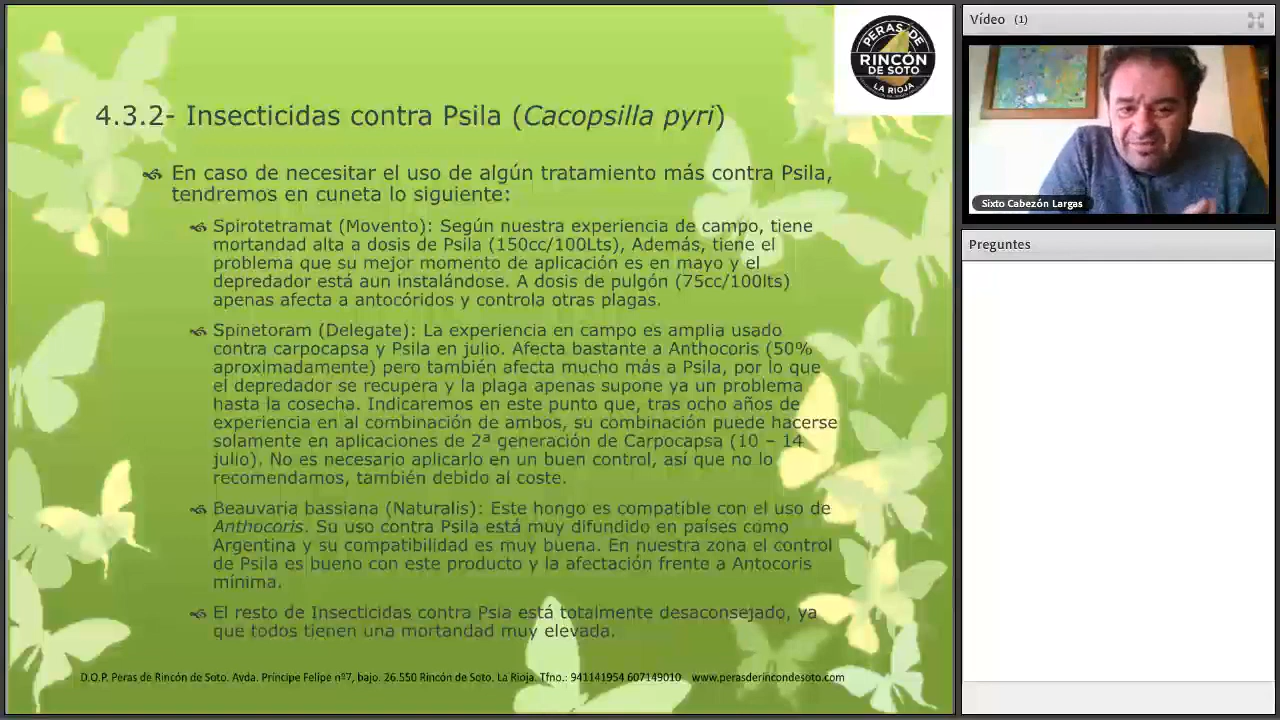 PERAS DE
RINCÓN
DE SOTO
LA RIOJA
4.3.2- Insecticidas contra Psila (Cacopsilla pyri)
En caso de necesitar el uso de algún tratamiento más contra Psila,
tendremos en cuneta lo siguiente:
Spirotetramat (Movento): Según nuestra experiencia de campo, tiene
mortandad alta a dosis de Psila (150cc/100Lts), Además, tiene el
problema que su mejor momento de aplicación es en mayo y el
depredador está aun instalándose. A dosis de pulgón (75cc/100lts)
apenas afecta a antocóridos y controla otras plagas.
Spinetoram (Delegate): La experiencia en campo es amplia usado
contra carpocapsa y Psila en julio. Afecta bastante a Anthocoris (50%
aproximadamente) pero también afecta mucho más a Psila, por lo que
el depredador se recupera y la plaga apenas supone ya un problema
hasta la cosecha. Indicaremos en este punto que, tras ocho años de
experiencia en al combinación de ambos, su combinación puede hacerse
solamente en aplicaciones de 2ª generación de Carpocapsa (10 – 14
julio). No es necesario aplicarlo en un buen control, así que no lo
recomendamos, también debido al coste.
Beauvaria bassiana (Naturalis): Este hongo es compatible con el uso de
Anthocoris. Su uso contra Psila está muy difundido en países como
Argentina y su compatibilidad es muy buena. En nuestra zona el control
de Psila es bueno con este producto y la afectación frente a Antocoris
mínima.
El resto de Insecticidas contra Psia está totalmente desaconsejado, ya
que todos tienen una mortandad muy elevada.
D.O.P. Peras de Rincón de Soto. Avda. Príncipe Felipe nº7, bajo. 26.550 Rincón de Soto. La Rioja. Tfno.: 941141954 607149010 www.perasderincondesoto.com
Vídeo (1)
Sixto Cabezón Largas
Preguntes